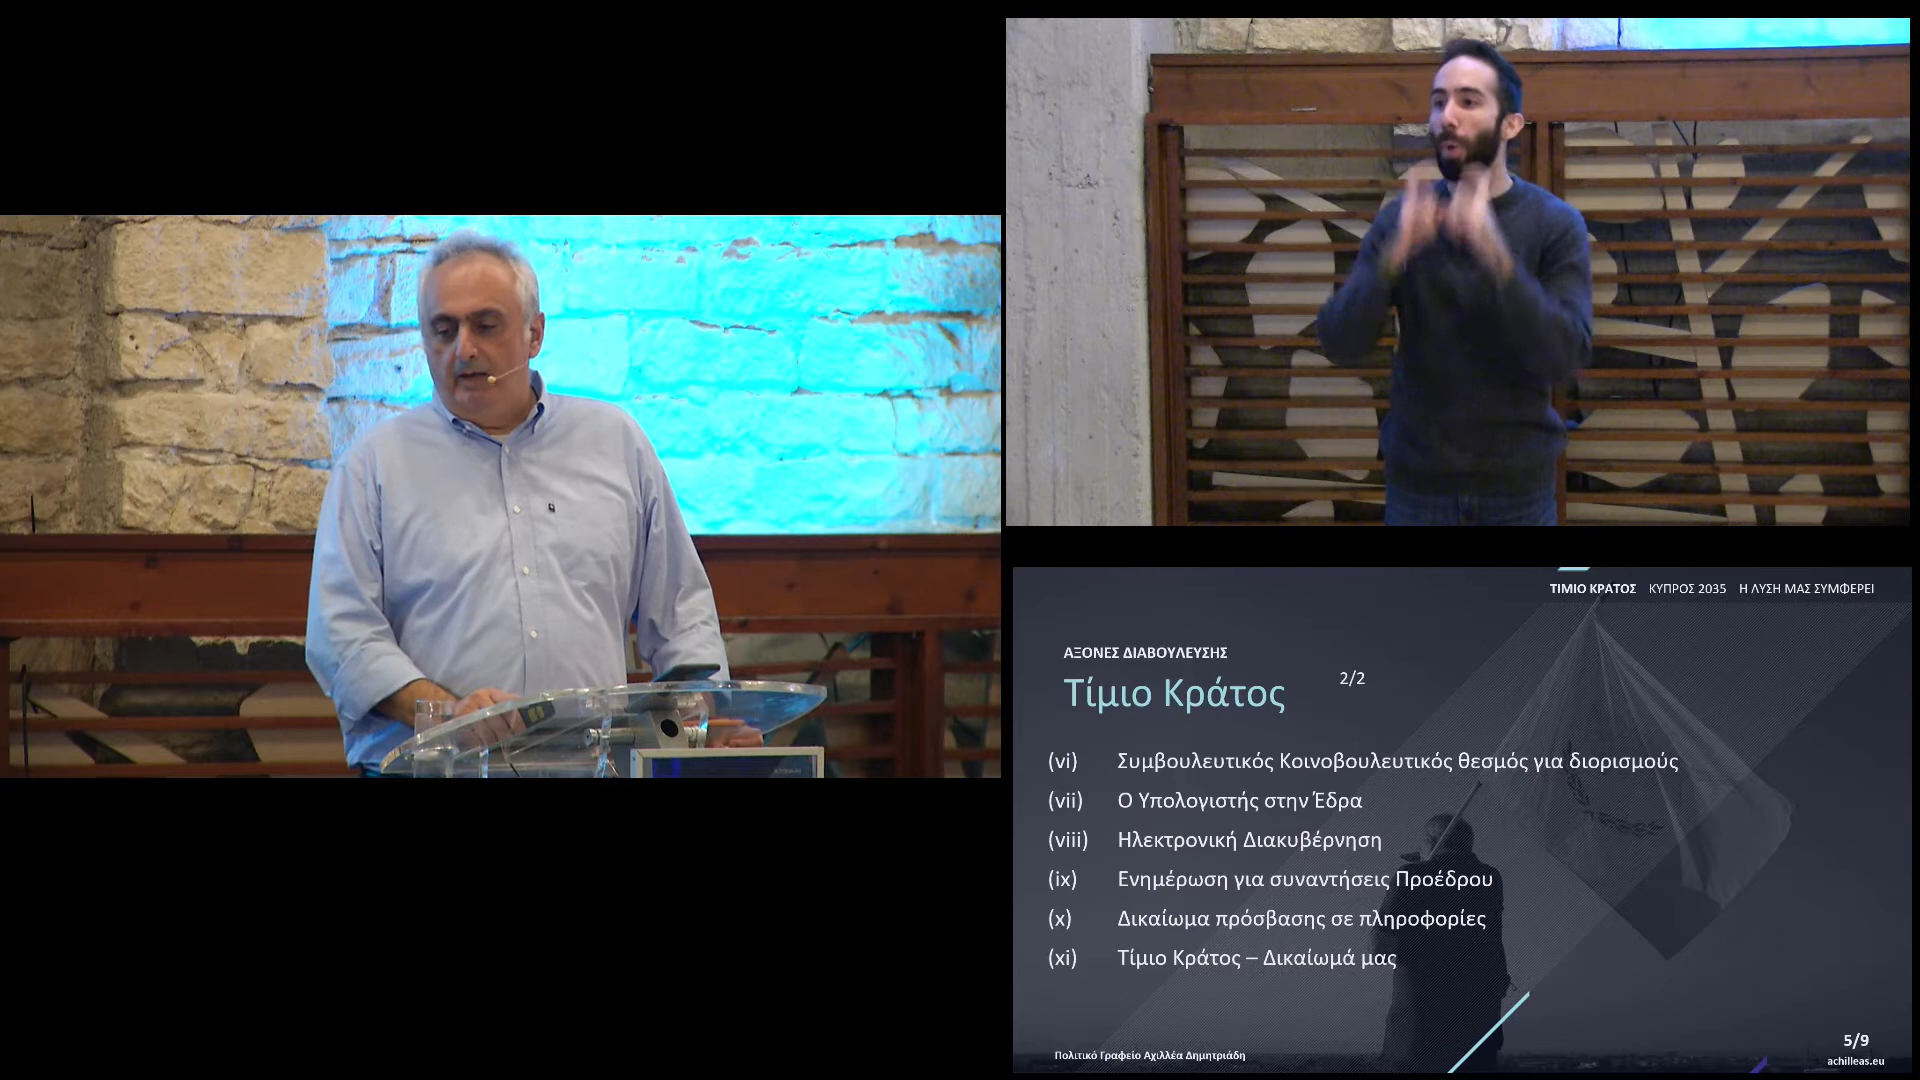 ΤΙΜΙΟ ΚΡΑΤΟΣ ΚΥΠΡΟΣ 2035 Η ΛΥΣΗ ΜΑΣ ΣΥΜΦΕΡΕΙ
ΑΞΟΝΕΣ ΔΙΑΒΟΥΛΕΥΣΗΣ
Τίμιο Κράτος 2/2
(vi) Συμβουλευτικός Κοινοβουλευτικός θεσμός για διορισμούς
(vii) Ο Υπολογιστής στην Έδρα
(viii) Ηλεκτρονική Διακυβέρνηση
(ix) Ενημέρωση για συναντήσεις Προέδρου
(x) Δικαίωμα πρόσβασης σε πληροφορίες
(xi) Τίμιο Κράτος – Δικαίωμά μας
5/9
Πολιτικό Γραφείο Αχιλλέα Δημητριάδη
achilleas.eu